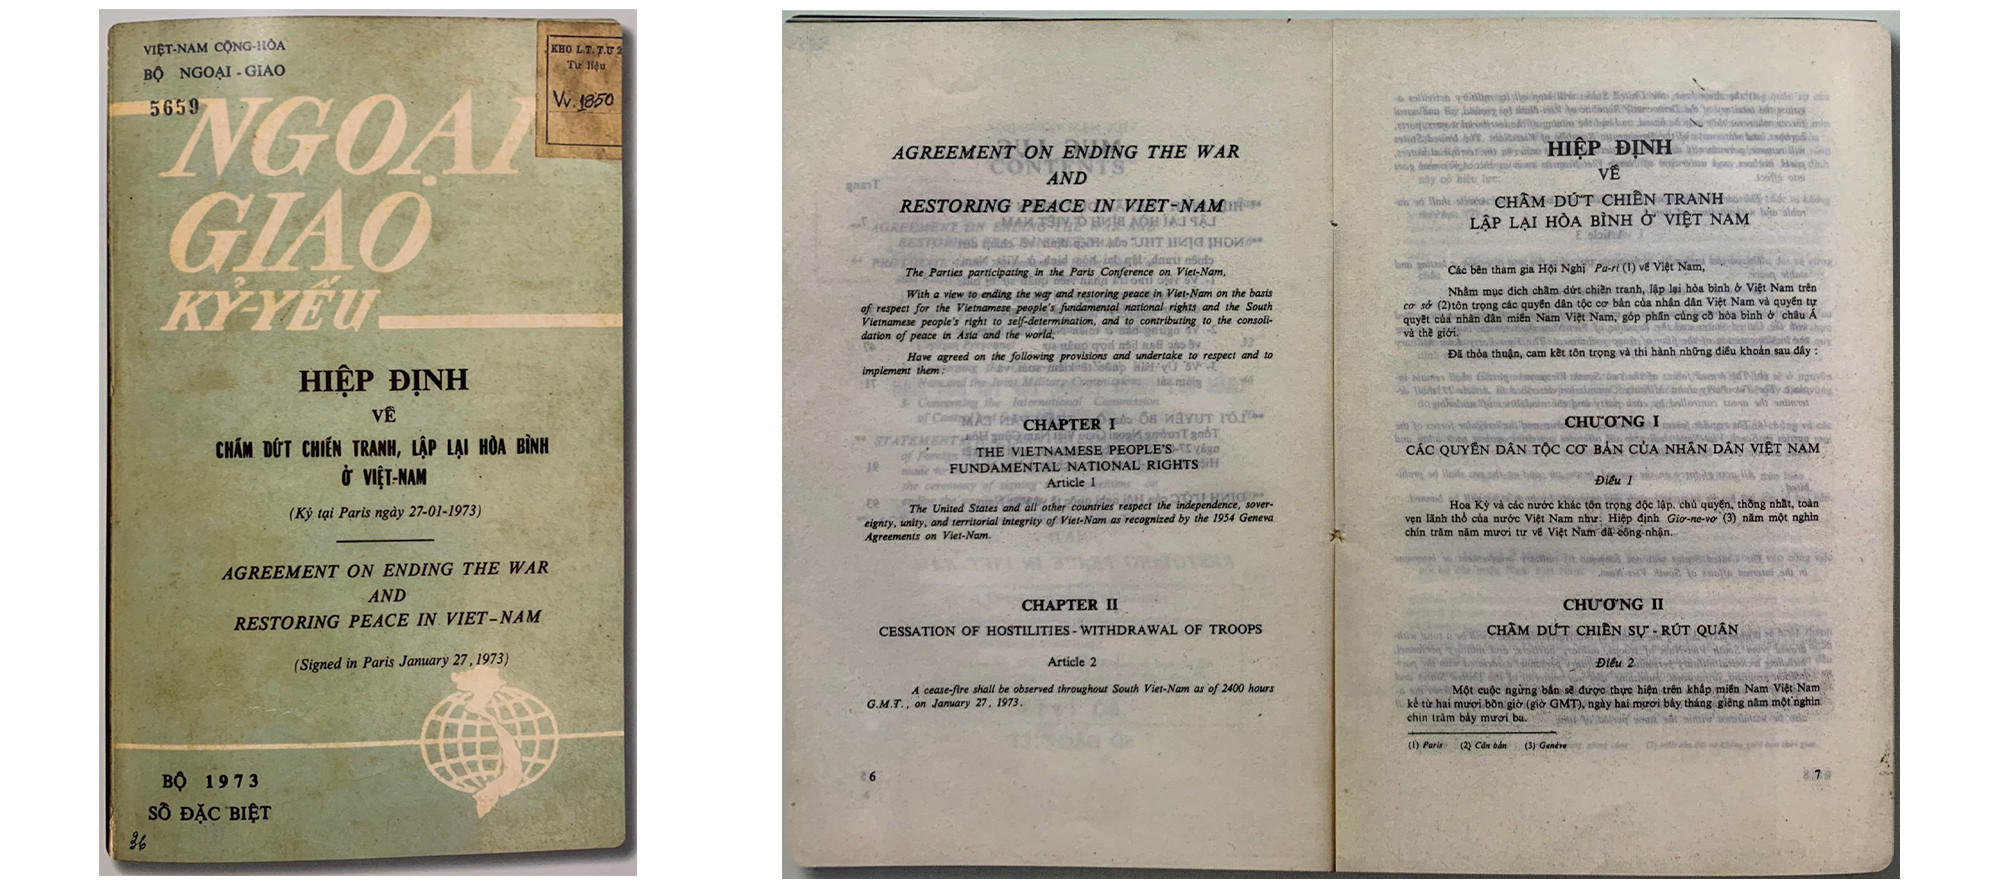 VIỆT-NAM CỘNG-HÒA
BỘ NGOẠI - GIAO
5659
KHO L.T. T.Ư 2
Tư liệu
Vv. 1850
NGOẠI
GIAO
KỶ-YẾU
HIỆP ĐỊNH
VỀ
CHẤM DỨT CHIẾN TRANH, LẬP LẠI HÒA BÌNH
Ở VIỆT-NAM
(Ký tại Paris ngày 27-01-1973)
AGREEMENT ON ENDING THE WAR
AND
RESTORING PEACE IN VIET-NAM
(Signed in Paris January 27, 1973)
BỘ 1973
SỐ ĐẶC BIỆT
36
AGREEMENT ON ENDING THE WAR
AND
RESTORING PEACE IN VIET-NAM
The Parties participating in the Paris Conference on Viet-Nam,
With a view to ending the war and restoring peace in Viet-Nam on the basis
of respect for the Vietnamese people's fundamental national rights and the South
Vietnamese people's right to self-determination, and to contributing to the consoli-
dation of peace in Asia and the world,
Have agreed on the following provisions and undertake to respect and to
implement them :
CHAPTER I
THE VIETNAMESE PEOPLE'S
FUNDAMENTAL NATIONAL RIGHTS
Article 1
The United States and all other countries respect the independence, sover-
eignty, unity, and territorial integrity of Viet-Nam as recognized by the 1954 Geneva
Agreements on Viet-Nam.
CHAPTER II
CESSATION OF HOSTILITIES - WITHDRAWAL OF TROOPS
Article 2
A cease-fire shall be observed throughout South Viet-Nam as of 2400 hours
G.M.T., on January 27, 1973.
6
HIỆP ĐỊNH
VỀ
CHẤM DỨT CHIẾN TRANH
LẬP LẠI HÒA BÌNH Ở VIỆT NAM
Các bên tham gia Hội Nghị Pa-ri (1) về Việt Nam,
Nhằm mục đích chấm dứt chiến tranh, lập lại hòa bình ở Việt Nam trên
cơ sở (2)tôn trọng các quyền dân tộc cơ bản của nhân dân Việt Nam và quyền tự
quyết của nhân dân miền Nam Việt Nam, góp phần củng cố hòa bình ở châu Á
và thế giới,
Đã thỏa thuận, cam kết tôn trọng và thi hành những điều khoản sau đây :
CHƯƠNG I
CÁC QUYỀN DÂN TỘC CƠ BẢN CỦA NHÂN DÂN VIỆT NAM
Điều 1
Hoa Kỳ và các nước khác tôn trọng độc lập, chủ quyền, thống nhất, toàn
vẹn lãnh thổ của nước Việt Nam như: Hiệp định Giơ-ne-vơ (3) năm một nghìn
chín trăm năm mươi tư về Việt Nam đã công nhận.
CHƯƠNG II
CHẤM DỨT CHIẾN SỰ - RÚT QUÂN
Điều 2
Một cuộc ngừng bắn sẽ được thực hiện trên khắp miền Nam Việt Nam
kể từ hai mươi bốn giờ (giờ GMT), ngày hai mươi bảy tháng giêng năm một nghìn
chín trăm bảy mươi ba.
(1) Paris (2) Căn bản (3) Genève
7